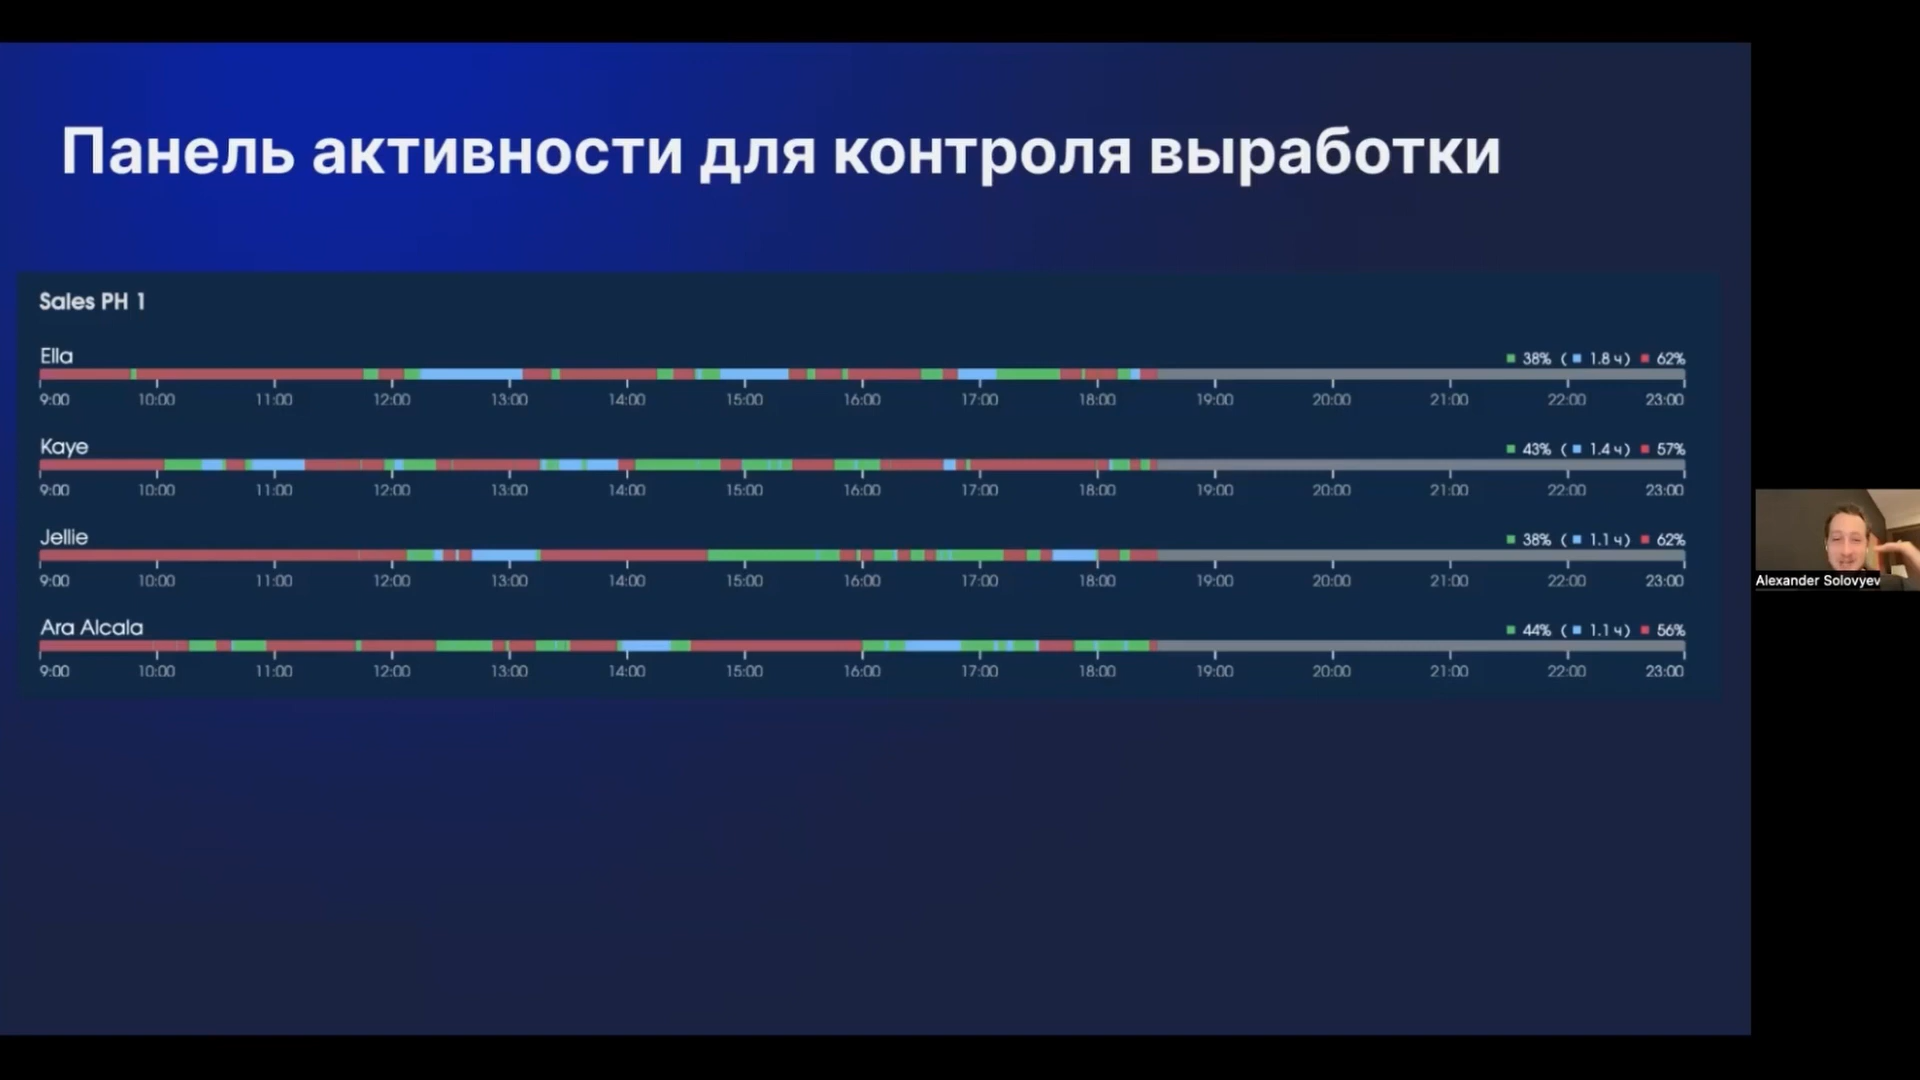 Панель активности для контроля выработки
Sales PH 1
Ella
38% ( 1.8 ч) 62%
9:00 10:00 11:00 12:00 13:00 14:00 15:00 16:00 17:00 18:00 19:00 20:00 21:00 22:00 23:00
Kaye
43% ( 1.4 ч) 57%
9:00 10:00 11:00 12:00 13:00 14:00 15:00 16:00 17:00 18:00 19:00 20:00 21:00 22:00 23:00
Jellie
38% ( 1.1 ч) 62%
9:00 10:00 11:00 12:00 13:00 14:00 15:00 16:00 17:00 18:00 19:00 20:00 21:00 22:00 23:00
Ara Alcala
44% ( 1.1 ч) 56%
9:00 10:00 11:00 12:00 13:00 14:00 15:00 16:00 17:00 18:00 19:00 20:00 21:00 22:00 23:00
Alexander Solovyev